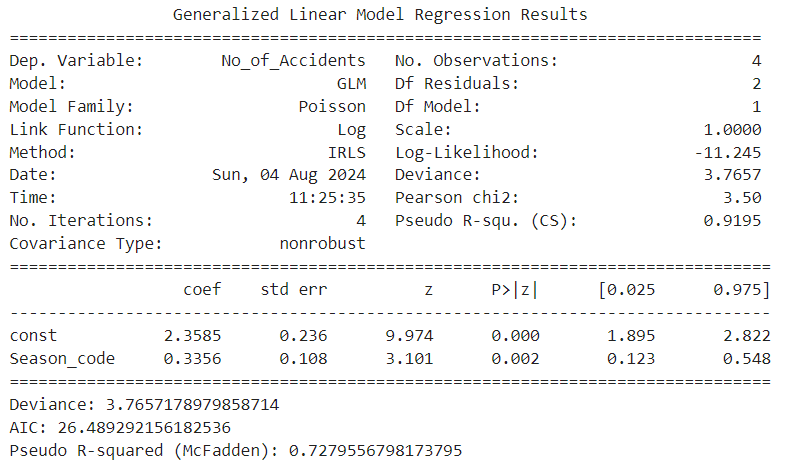 Generalized Linear Model Regression Results
==============================================================================
Dep. Variable: No_of_Accidents No. Observations: 4
Model: GLM Df Residuals: 2
Model Family: Poisson Df Model: 1
Link Function: Log Scale: 1.0000
Method: IRLS Log-Likelihood: -11.245
Date: Sun, 04 Aug 2024 Deviance: 3.7657
Time: 11:25:35 Pearson chi2: 3.50
No. Iterations: 4 Pseudo R-squ. (CS): 0.9195
Covariance Type: nonrobust
===============================================================================
coef std err z P>|z| [0.025 0.975]
-------------------------------------------------------------------------------
const 2.3585 0.236 9.974 0.000 1.895 2.822
Season_code 0.3356 0.108 3.101 0.002 0.123 0.548
===============================================================================
Deviance: 3.7657178979858714
AIC: 26.489292156182536
Pseudo R-squared (McFadden): 0.7279556798173795